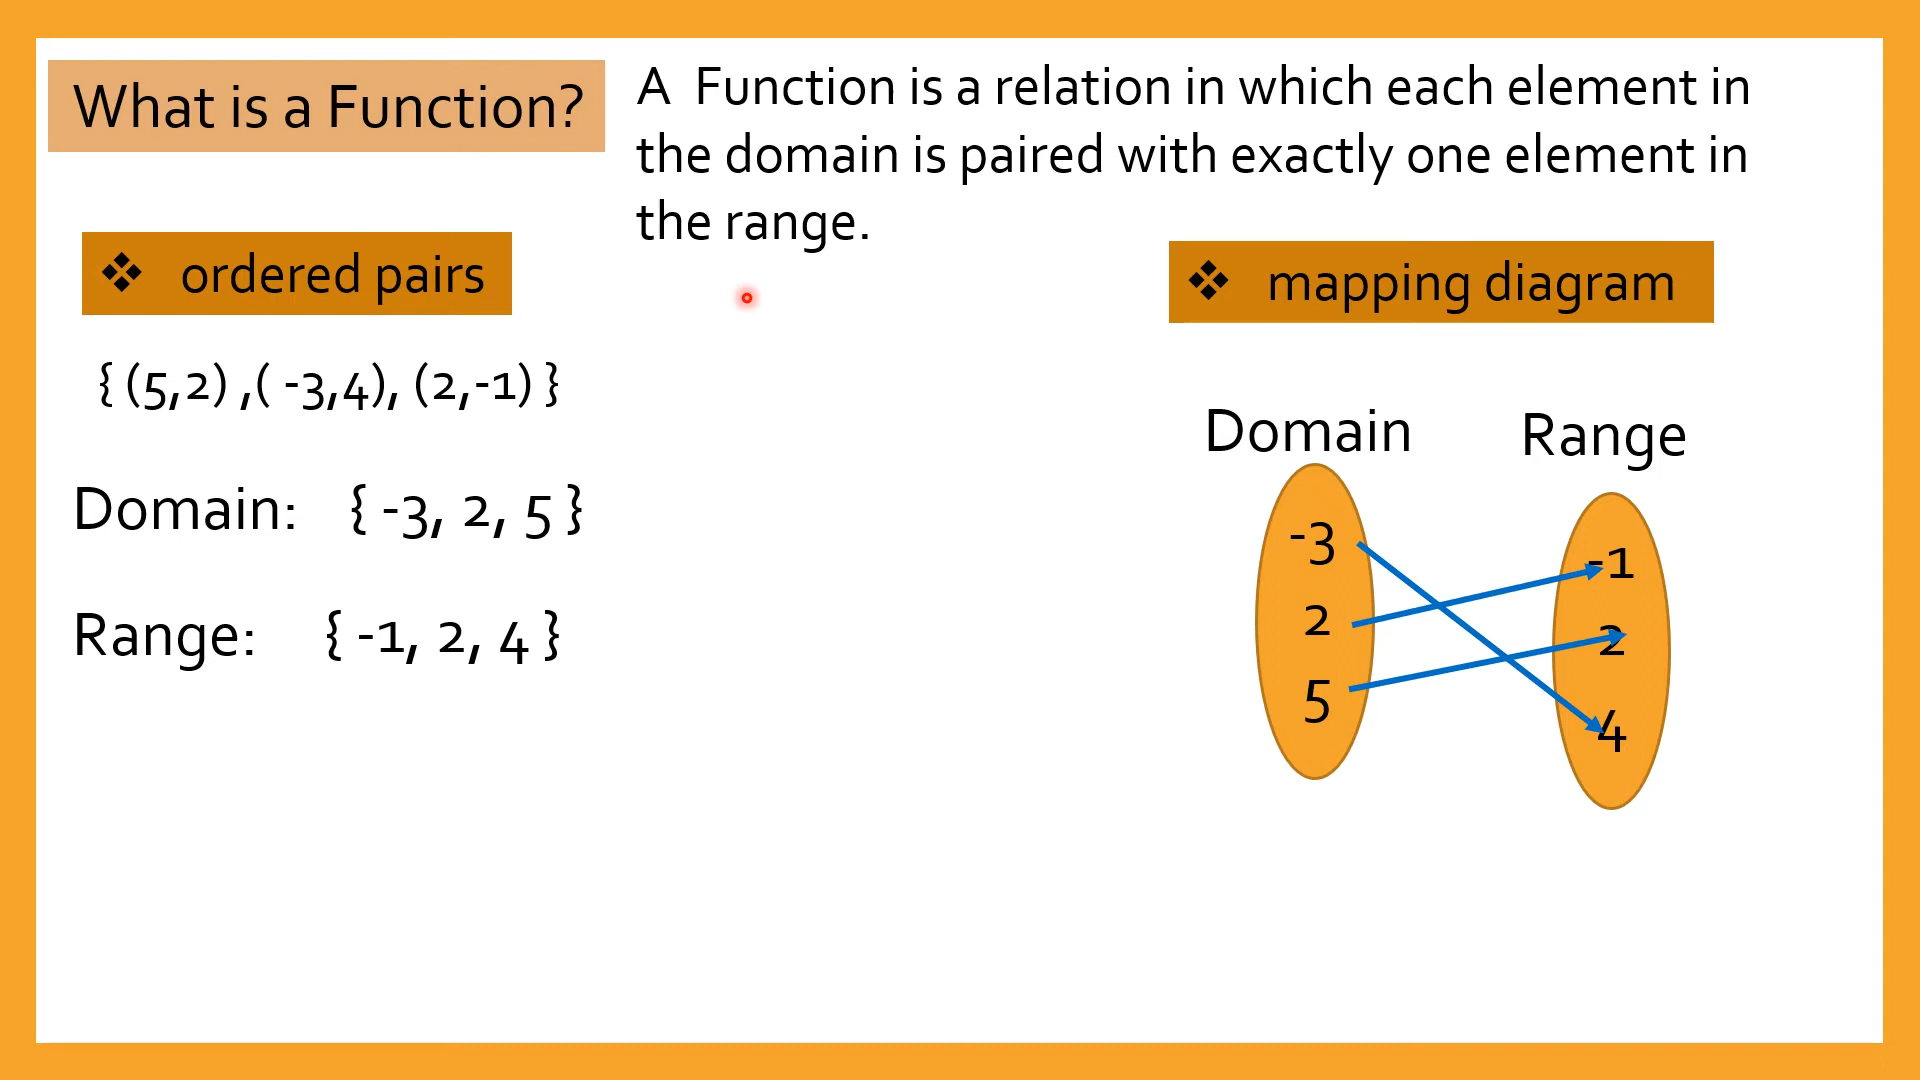 What is a Function?
A Function is a relation in which each element in
the domain is paired with exactly one element in
the range.
❖ ordered pairs
{ (5,2) ,( -3,4), (2,-1) }
Domain: { -3, 2, 5 }
Range: { -1, 2, 4 }
❖ mapping diagram
Domain Range
-3
2
5
-1
2
4